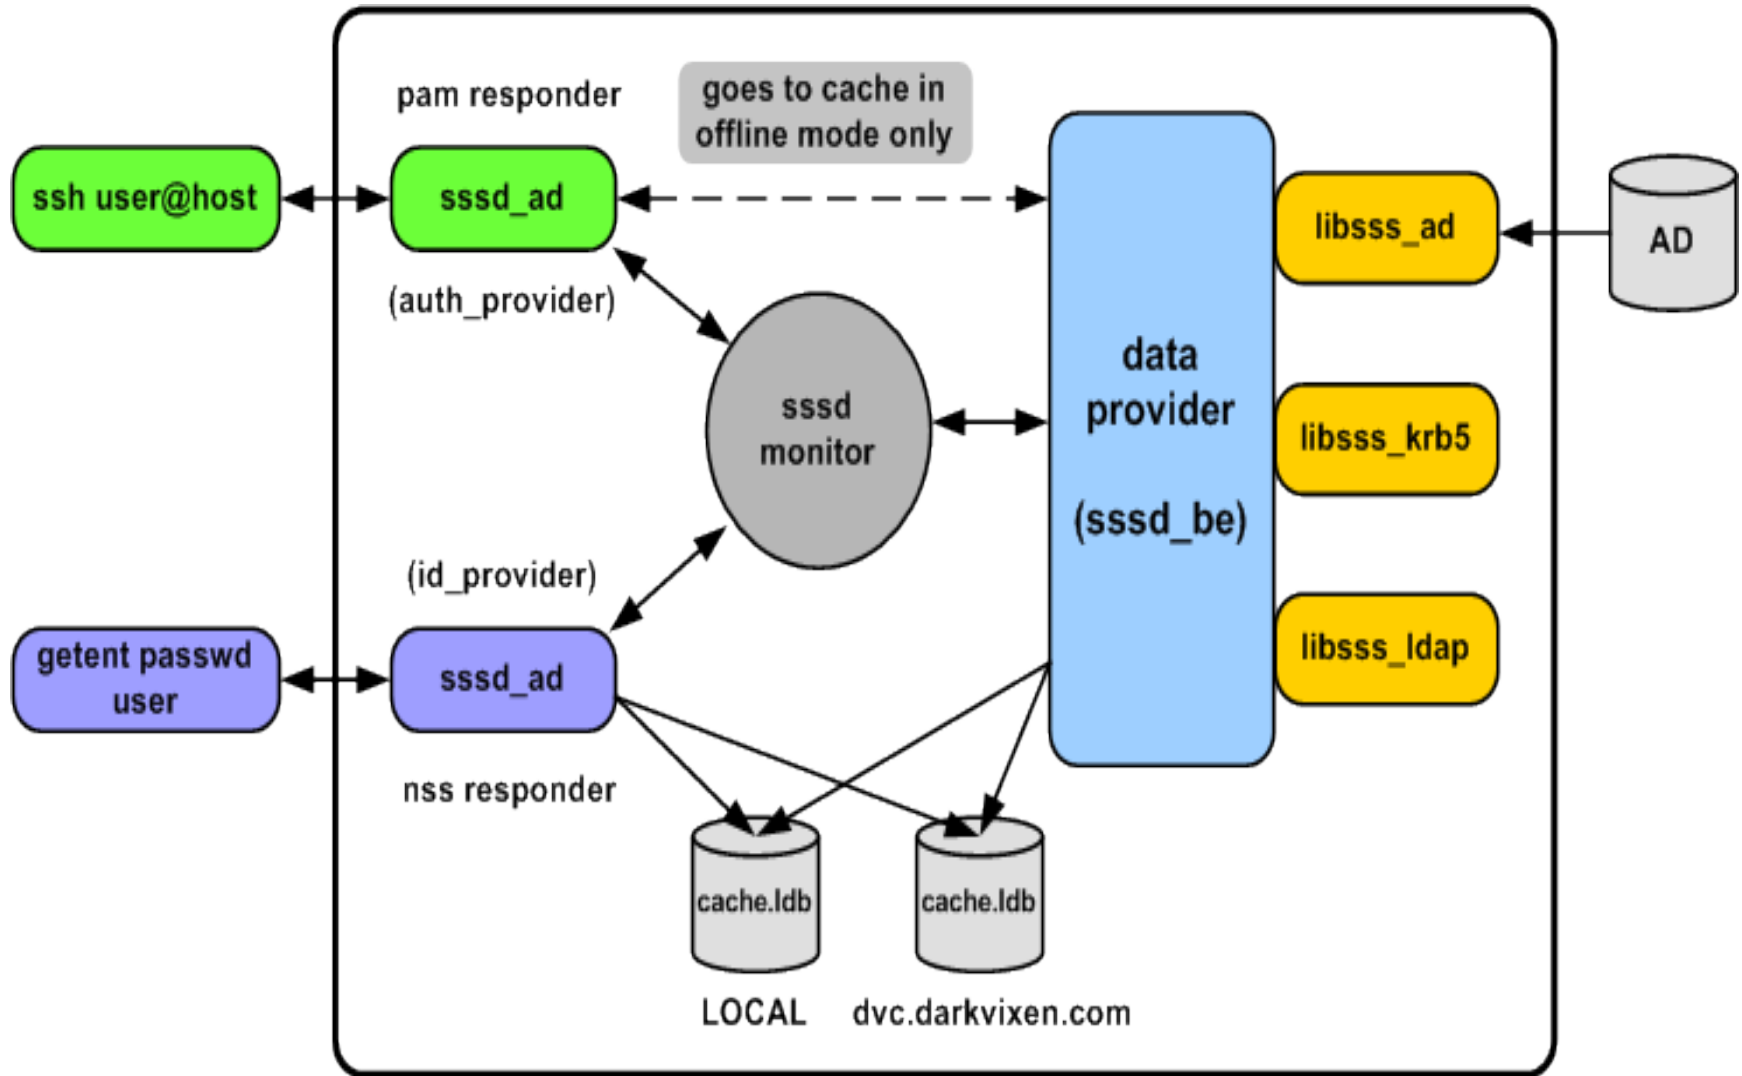 pam responder
goes to cache in
offline mode only
ssh user@host
sssd_ad
libsss_ad
AD
(auth_provider)
data
provider
(sssd_be)
sssd
monitor
libsss_krb5
(id_provider)
getent passwd
user
sssd_ad
libsss_ldap
nss responder
cache.ldb
cache.ldb
LOCAL
dvc.darkvixen.com